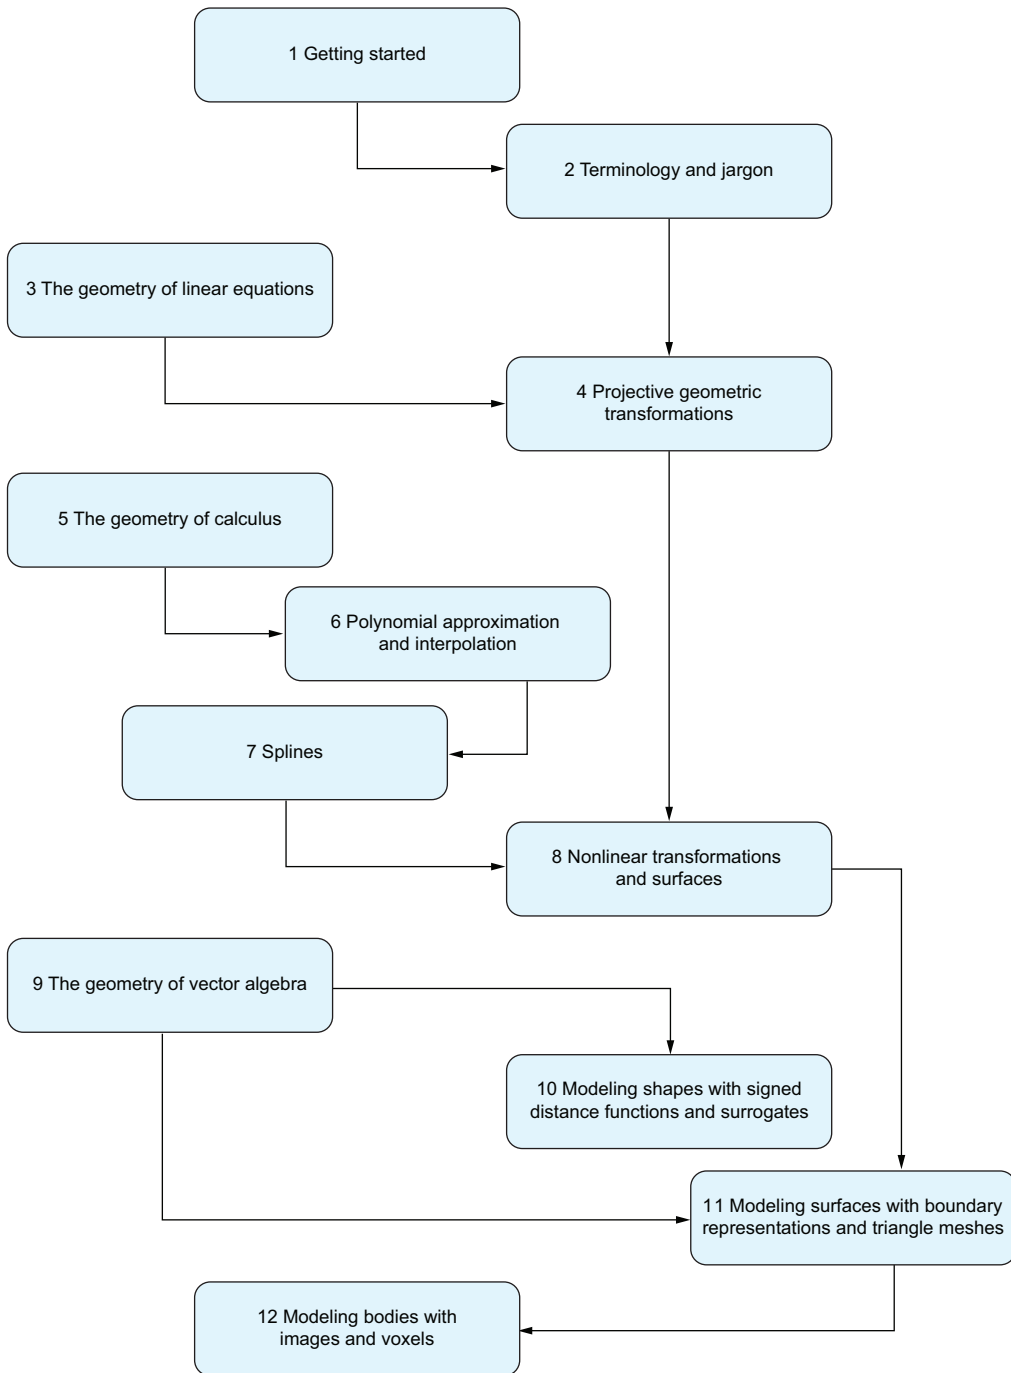 1 Getting started
2 Terminology and jargon
3 The geometry of linear equations
4 Projective geometric
transformations
5 The geometry of calculus
6 Polynomial approximation
and interpolation
7 Splines
8 Nonlinear transformations
and surfaces
9 The geometry of vector algebra
10 Modeling shapes with signed
distance functions and surrogates
11 Modeling surfaces with boundary
representations and triangle meshes
12 Modeling bodies with
images and voxels